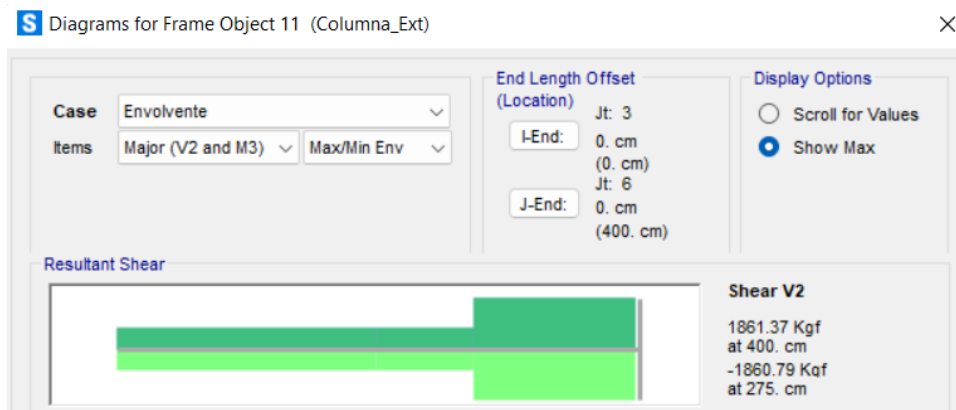 S Diagrams for Frame Object 11 (Columna_Ext)
Case Envolvente
Items Major (V2 and M3) Max/Min Env
End Length Offset
(Location)
I-End:
Jt: 3
0. cm
(0. cm)
J-End:
Jt: 6
0. cm
(400. cm)
Display Options
Scroll for Values
Show Max
Resultant Shear
Shear V2
1861.37 Kgf
at 400. cm
-1860.79 Kgf
at 275. cm